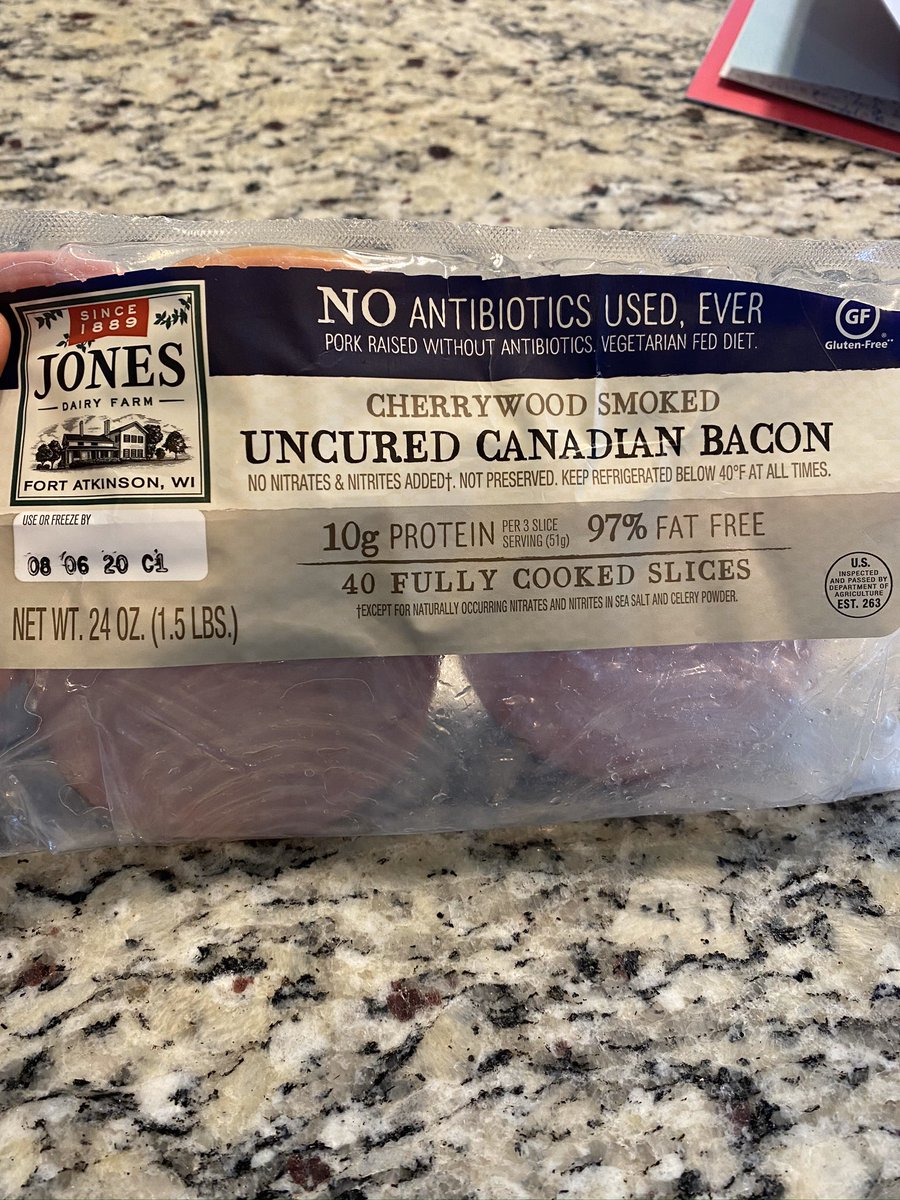 SINCE
1889
JONES
DAIRY FARM
FORT ATKINSON, WI
NO ANTIBIOTICS USED, EVER
PORK RAISED WITHOUT ANTIBIOTICS. VEGETARIAN FED DIET.
GF
Gluten-Free®**
CHERRYWOOD SMOKED
UNCURED CANADIAN BACON
NO NITRATES & NITRITES ADDED†. NOT PRESERVED. KEEP REFRIGERATED BELOW 40°F AT ALL TIMES.
USE OR FREEZE BY
08 06 20 C1
10g PROTEIN PER 3 SLICE SERVING (51g) 97% FAT FREE
40 FULLY COOKED SLICES
†EXCEPT FOR NATURALLY OCCURRING NITRATES AND NITRITES IN SEA SALT AND CELERY POWDER.
NET WT. 24 OZ. (1.5 LBS.)
U.S.
INSPECTED
AND PASSED BY
DEPARTMENT OF
AGRICULTURE
EST. 263